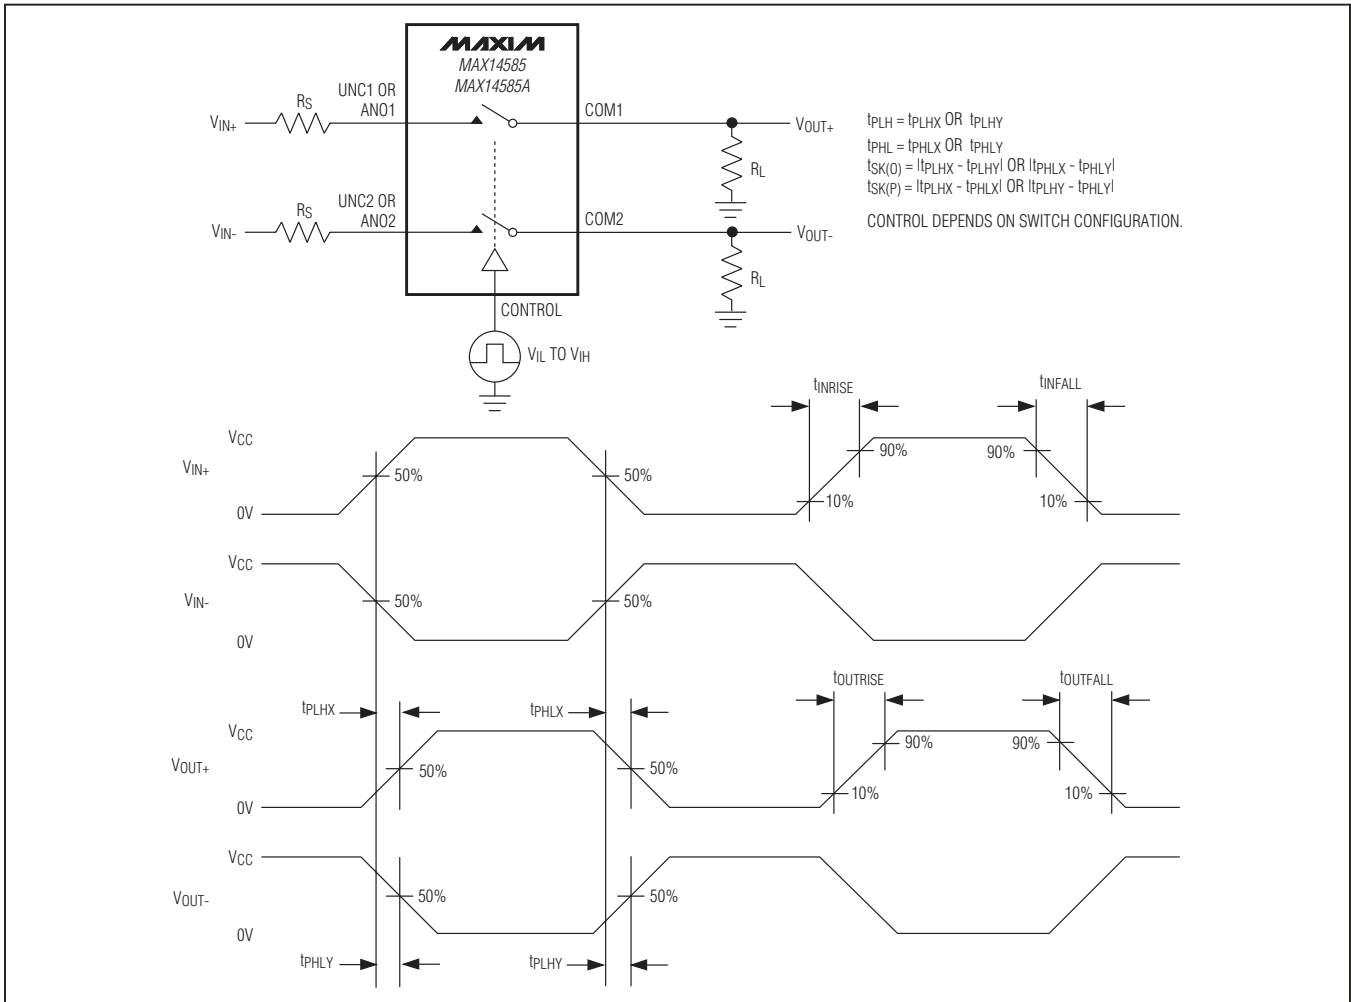 MAXIM
MAX14585
MAX14585A
UNC1 OR
ANO1
RS
VIN+
COM1
VOUT+
RL
UNC2 OR
ANO2
RS
VIN-
COM2
VOUT-
RL
CONTROL
VIL TO VIH
tPLH = tPLHX OR tPLHY
tPHL = tPHLX OR tPHLY
tSK(O) = |tPLHX - tPLHY| OR |tPHLX - tPHLY|
tSK(P) = |tPLHX - tPHLX| OR |tPLHY - tPHLY|
CONTROL DEPENDS ON SWITCH CONFIGURATION.
tINRISE
tINFALL
VCC
VIN+
0V
50%
50%
90%
10%
90%
10%
VCC
VIN-
0V
50%
50%
tPLHX
tPHLX
tOUTRISE
tOUTFALL
VCC
VOUT+
0V
50%
50%
90%
10%
90%
10%
VCC
VOUT-
0V
50%
50%
tPHLY
tPLHY